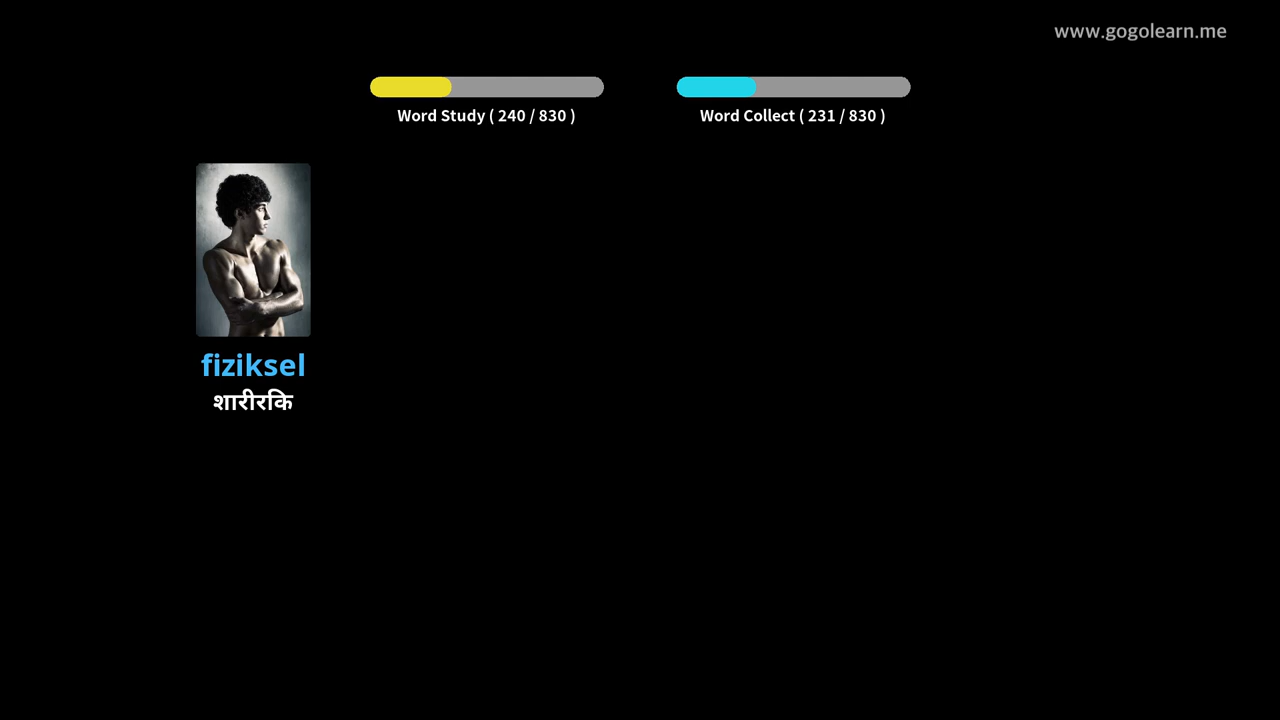 www.gogolearn.me
Word Study ( 240 / 830 )
Word Collect ( 231 / 830 )
fiziksel
शारीरकि